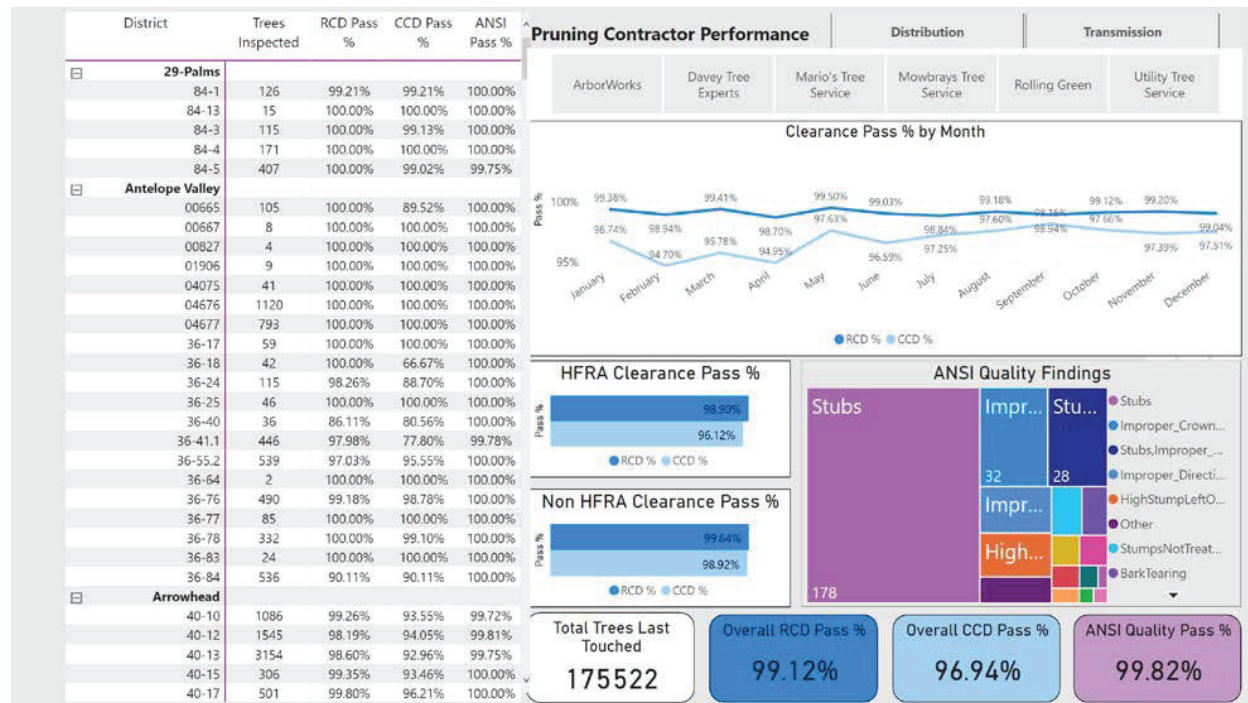 District Trees Inspected RCD Pass % CCD Pass % ANSI Pass %
29-Palms
84-1 126 99.21% 99.21% 100.00%
84-13 15 100.00% 100.00% 100.00%
84-3 115 100.00% 99.13% 100.00%
84-4 171 100.00% 100.00% 100.00%
84-5 407 100.00% 99.02% 99.75%
Antelope Valley
00665 105 100.00% 89.52% 100.00%
00667 8 100.00% 100.00% 100.00%
00827 4 100.00% 100.00% 100.00%
01906 9 100.00% 100.00% 100.00%
04075 41 100.00% 100.00% 100.00%
04676 1120 100.00% 100.00% 100.00%
04677 793 100.00% 100.00% 100.00%
36-17 59 100.00% 100.00% 100.00%
36-18 42 100.00% 66.67% 100.00%
36-24 115 98.26% 88.70% 100.00%
36-25 46 100.00% 100.00% 100.00%
36-40 36 86.11% 80.56% 100.00%
36-41.1 446 97.98% 77.80% 99.78%
36-55.2 539 97.03% 95.55% 100.00%
36-64 2 100.00% 100.00% 100.00%
36-76 490 99.18% 98.78% 100.00%
36-77 85 100.00% 100.00% 100.00%
36-78 332 100.00% 99.10% 100.00%
36-83 24 100.00% 100.00% 100.00%
36-84 536 90.11% 90.11% 100.00%
Arrowhead
40-10 1086 99.26% 93.55% 99.72%
40-12 1545 98.19% 94.05% 99.81%
40-13 3154 98.60% 92.96% 99.75%
40-15 306 99.35% 93.46% 100.00%
40-17 501 99.80% 96.21% 100.00%
Pruning Contractor Performance
Distribution
Transmission
ArborWorks
Davey Tree Experts
Mario's Tree Service
Mowbrays Tree Service
Rolling Green
Utility Tree Service
Clearance Pass % by Month
Pass %
100%
95%
99.38% 98.94% 99.41% 98.70% 99.50% 99.03% 98.84% 99.18% 99.12% 99.20% 99.04%
96.74% 94.70% 95.78% 94.95% 97.63% 96.59% 97.25% 97.60% 98.94% 97.66% 97.39% 97.51%
January February March April May June July August September October November December
RCD % CCD %
HFRA Clearance Pass %
Pass %
98.90%
96.12%
RCD % CCD %
Non HFRA Clearance Pass %
Pass %
99.64%
98.92%
RCD % CCD %
ANSI Quality Findings
Stubs
178
Impr...
32
Stu...
28
Impr...
High...
Stubs
Improper_Crown...
Stubs,Improper_...
Improper_Directi...
HighStumpLeftO...
Other
StumpsNotTreat...
BarkTearing
Total Trees Last Touched
175522
Overall RCD Pass %
99.12%
Overall CCD Pass %
96.94%
ANSI Quality Pass %
99.82%